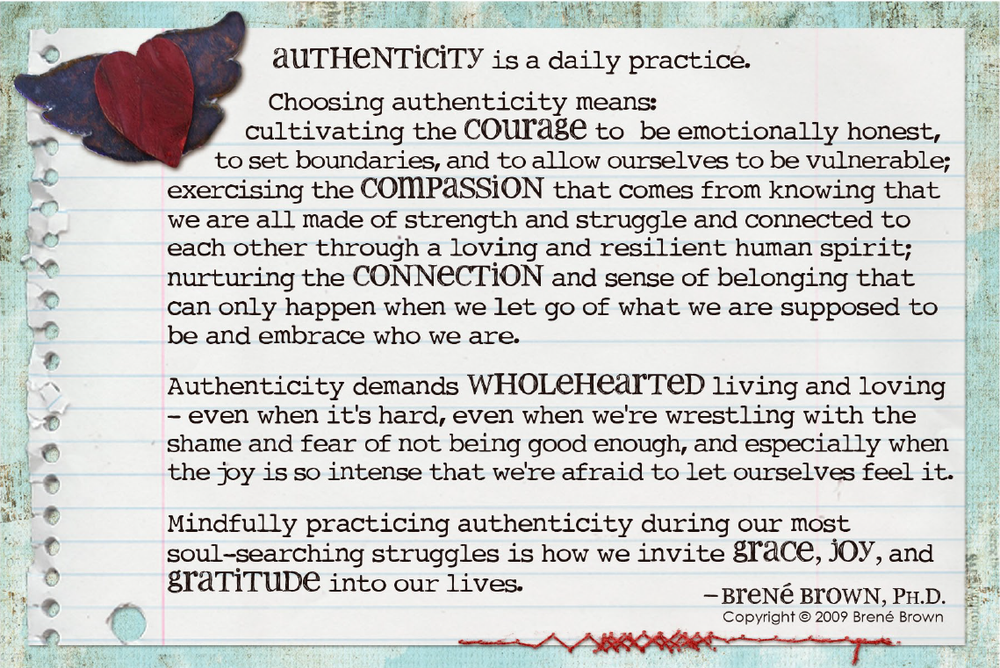 auTHeNTiCiTY is a daily practice.
Choosing authenticity means:
cultivating the courage to be emotionally honest,
to set boundaries, and to allow ourselves to be vulnerable;
exercising the COMPaSSiON that comes from knowing that
we are all made of strength and struggle and connected to
each other through a loving and resilient human spirit;
nurturing the CONNeCTiON and sense of belonging that
can only happen when we let go of what we are supposed to
be and embrace who we are.
Authenticity demands WHOLeHearTeD living and loving
– even when it's hard, even when we're wrestling with the
shame and fear of not being good enough, and especially when
the joy is so intense that we're afraid to let ourselves feel it.
Mindfully practicing authenticity during our most
soul-searching struggles is how we invite grace, joy, and
graTiTuDe into our lives.
–BreNé BrOWN, PH.D.
Copyright © 2009 Brené Brown